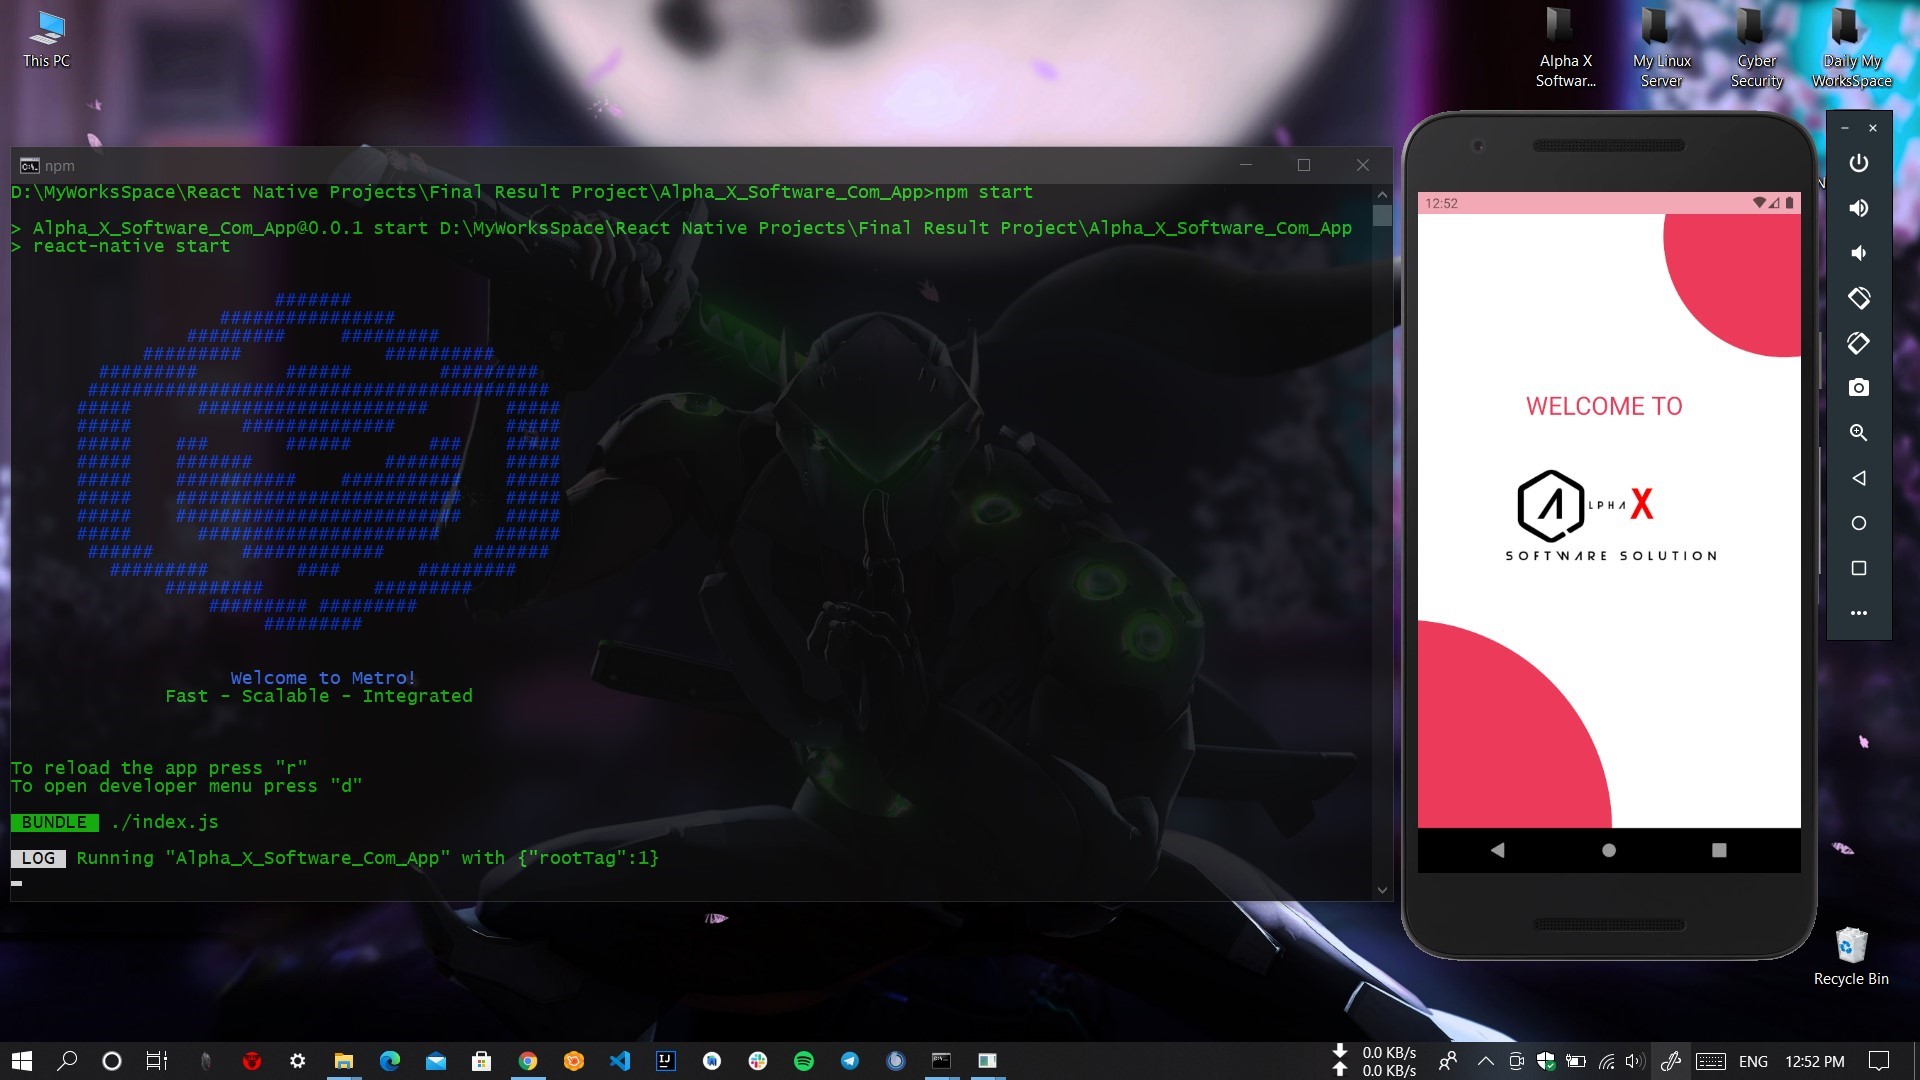 This PC
Alpha X
Softwar...
My Linux
Server
Cyber
Security
Daily My
WorksSpace
npm
D:\MyWorksSpace\React Native Projects\Final Result Project\Alpha_X_Software_Com_App>npm start
> Alpha_X_Software_Com_App@0.0.1 start D:\MyWorksSpace\React Native Projects\Final Result Project\Alpha_X_Software_Com_App
> react-native start
Welcome to Metro!
Fast - Scalable - Integrated
To reload the app press "r"
To open developer menu press "d"
BUNDLE ./index.js
LOG Running "Alpha_X_Software_Com_App" with {"rootTag":1}
12:52
WELCOME TO
ALPHA X
SOFTWARE SOLUTION
Recycle Bin
0.0 KB/s
0.0 KB/s
ENG
12:52 PM